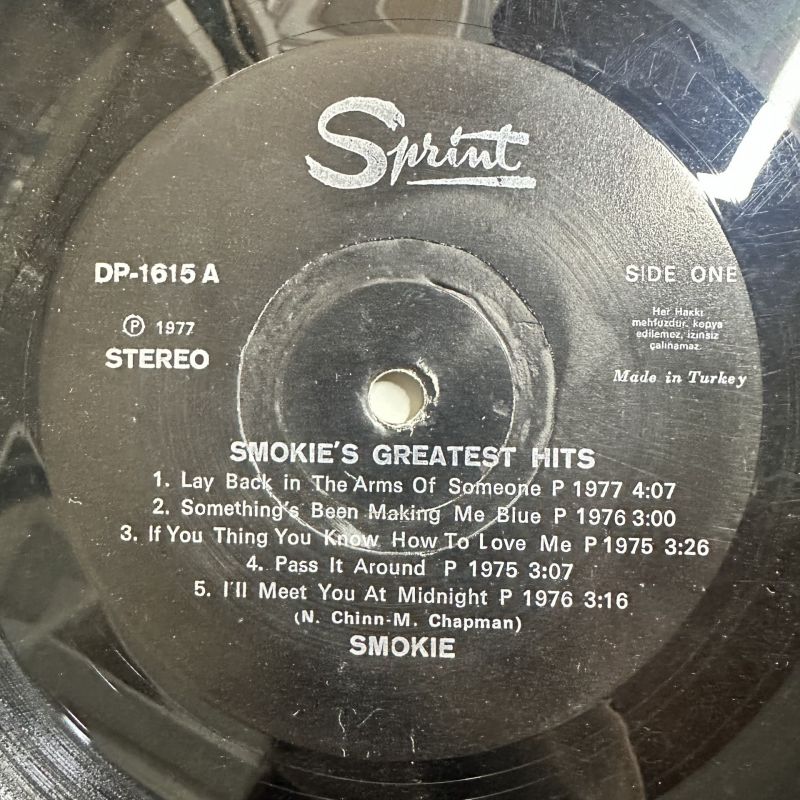 Sprint
DP-1615 A
SIDE ONE
℗ 1977
STEREO
Her Hakkı
mahfuzdur, kopya
edilemez, izinsiz
çalınamaz.
Made in Turkey
SMOKIE'S GREATEST HITS
1. Lay Back in The Arms Of Someone P 1977 4:07
2. Something's Been Making Me Blue P 1976 3:00
3. If You Thing You Know How To Love Me P 1975 3:26
4. Pass It Around P 1975 3:07
5. I'll Meet You At Midnight P 1976 3:16
(N. Chinn-M. Chapman)
SMOKIE